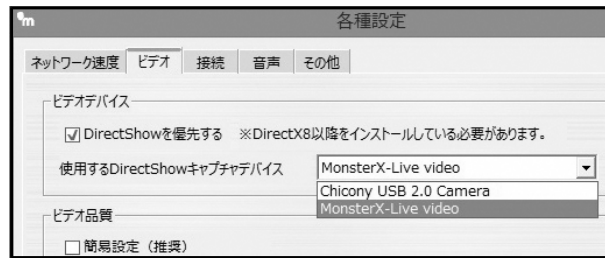 m 各種設定
ネットワーク速度 ビデオ 接続 音声 その他
ビデオデバイス
DirectShowを優先する ※DirectX8以降をインストールしている必要があります。
使用するDirectShowキャプチャデバイス MonsterX-Live video
Chicony USB 2.0 Camera
MonsterX-Live video
ビデオ品質
簡易設定（推奨）